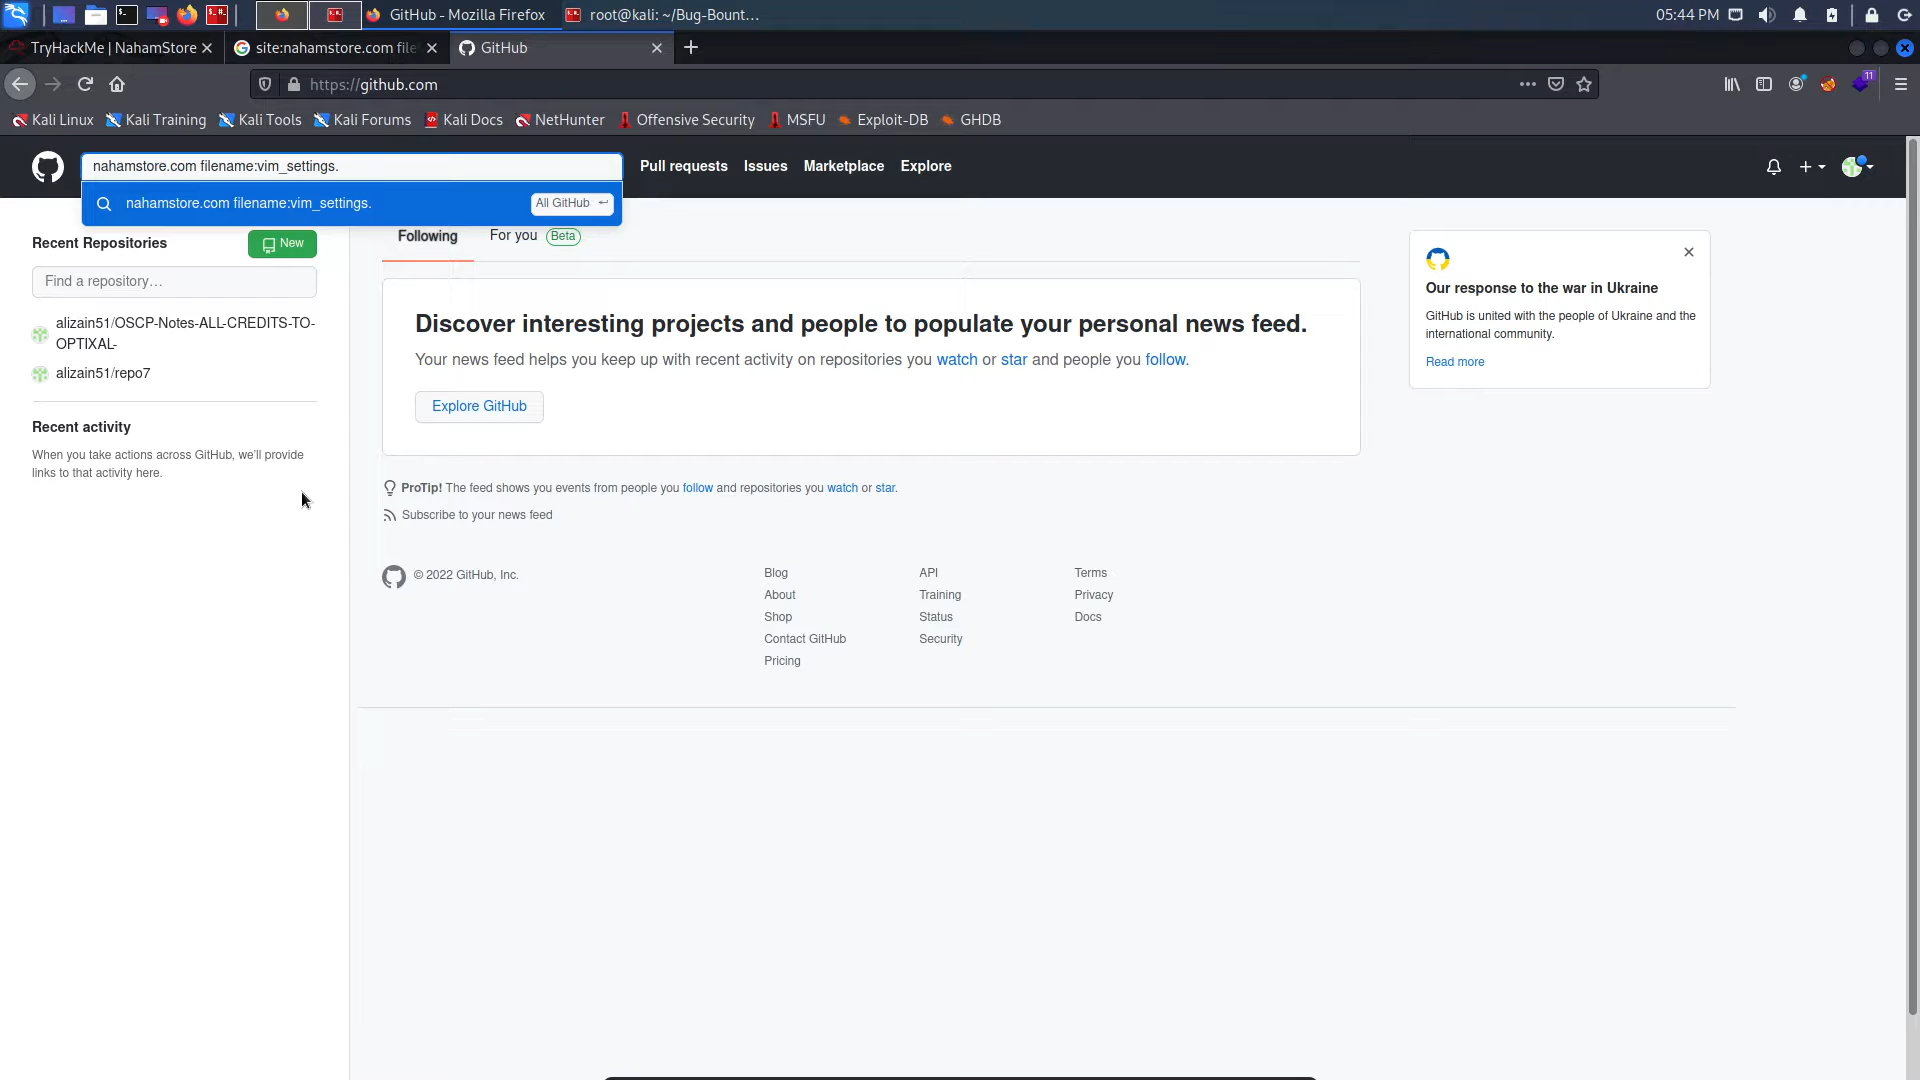 GitHub - Mozilla Firefox
root@kali: ~/Bug-Bount...
05:44 PM
TryHackMe | NahamStore
site:nahamstore.com file
GitHub
https://github.com
11
Kali Linux
Kali Training
Kali Tools
Kali Forums
Kali Docs
NetHunter
Offensive Security
MSFU
Exploit-DB
GHDB
nahamstore.com filename:vim_settings.
Pull requests
Issues
Marketplace
Explore
nahamstore.com filename:vim_settings.
All GitHub
Recent Repositories
New
Find a repository…
alizain51/OSCP-Notes-ALL-CREDITS-TO-
OPTIXAL-
alizain51/repo7
Recent activity
When you take actions across GitHub, we’ll provide
links to that activity here.
Following
For you
Beta
Discover interesting projects and people to populate your personal news feed.
Your news feed helps you keep up with recent activity on repositories you watch or star and people you follow.
Explore GitHub
ProTip! The feed shows you events from people you follow and repositories you watch or star.
Subscribe to your news feed
© 2022 GitHub, Inc.
Blog
About
Shop
Contact GitHub
Pricing
API
Training
Status
Security
Terms
Privacy
Docs
Our response to the war in Ukraine
GitHub is united with the people of Ukraine and the
international community.
Read more